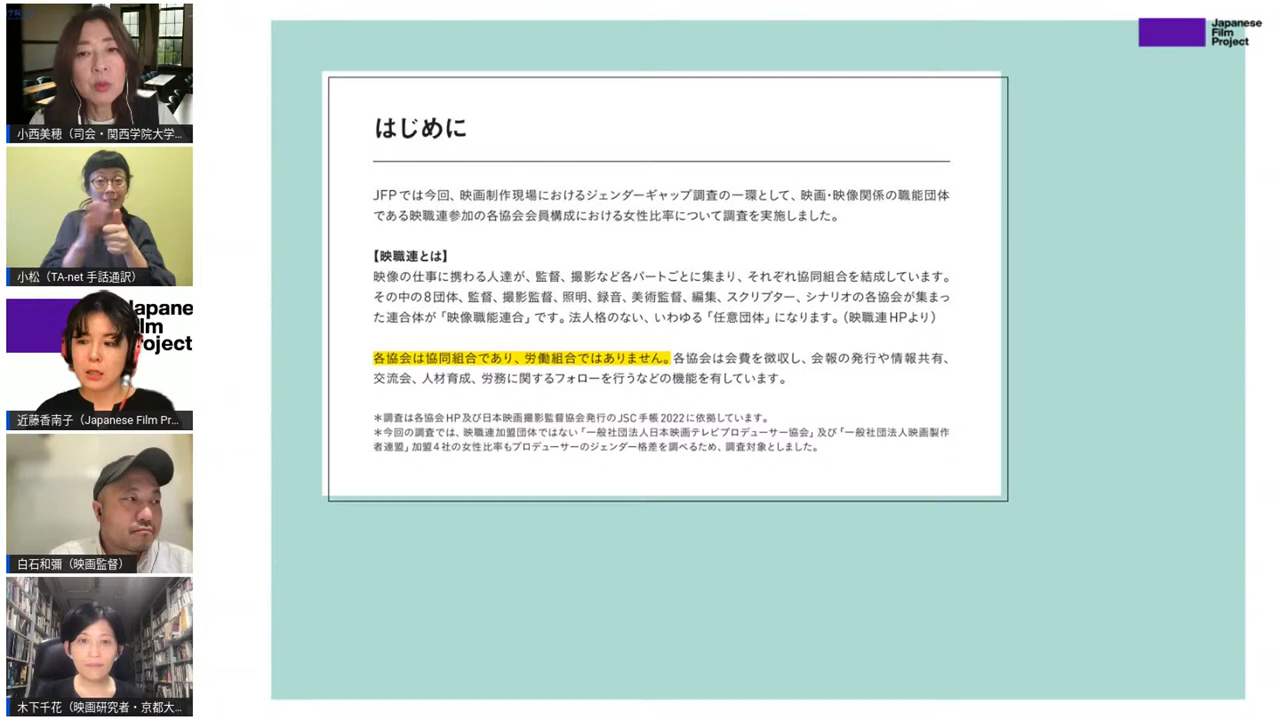 小西美穂（司会・関西学院大学...
小松（TA-net 手話通訳）
近藤香南子（Japanese Film Pr...
白石和彌（映画監督）
木下千花（映画研究者・京都大...
Japanese
Film
Project
はじめに
JFPでは今回、映画制作現場におけるジェンダーギャップ調査の一環として、映画・映像関係の職能団体
である映職連参加の各協会会員構成における女性比率について調査を実施しました。
【映職連とは】
映像の仕事に携わる人達が、監督、撮影など各パートごとに集まり、それぞれ協同組合を結成しています。
その中の8団体、監督、撮影監督、照明、録音、美術監督、編集、スクリプター、シナリオの各協会が集まっ
た連合体が「映像職能連合」です。法人格のない、いわゆる「任意団体」になります。（映職連HPより）
各協会は協同組合であり、労働組合ではありません。各協会は会費を徴収し、会報の発行や情報共有、
交流会、人材育成、労務に関するフォローを行うなどの機能を有しています。
＊調査は各協会HP及び日本映画撮影監督協会発行のJSC手帳2022に依拠しています。
＊今回の調査では、映職連加盟団体ではない「一般社団法人日本映画テレビプロデューサー協会」及び「一般社団法人映画製作
者連盟」加盟4社の女性比率もプロデューサーのジェンダー格差を調べるため、調査対象としました。